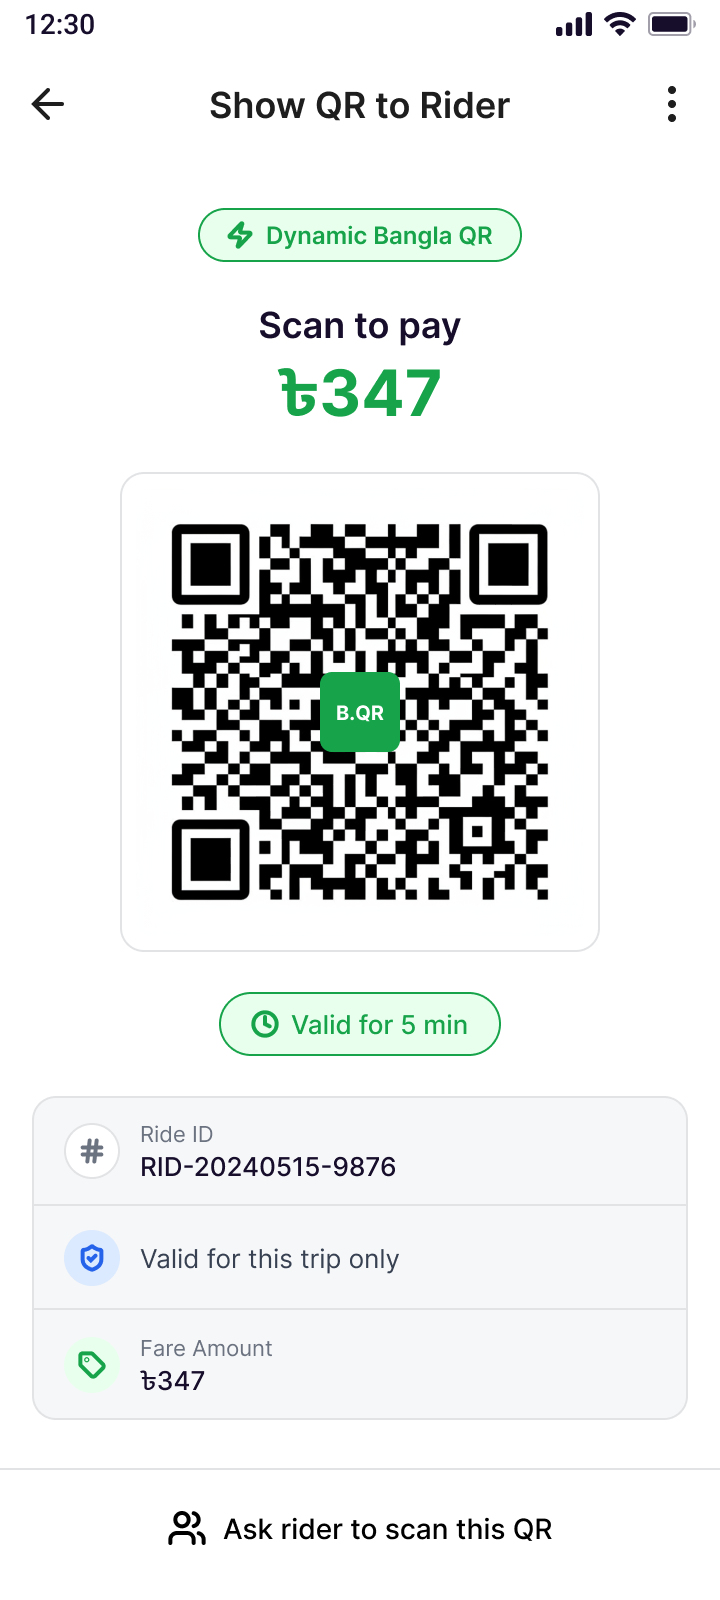 12:30
Show QR to Rider
Dynamic Bangla QR
Scan to pay
৳347
B.QR
Valid for 5 min
Ride ID
RID-20240515-9876
Valid for this trip only
Fare Amount
৳347
Ask rider to scan this QR